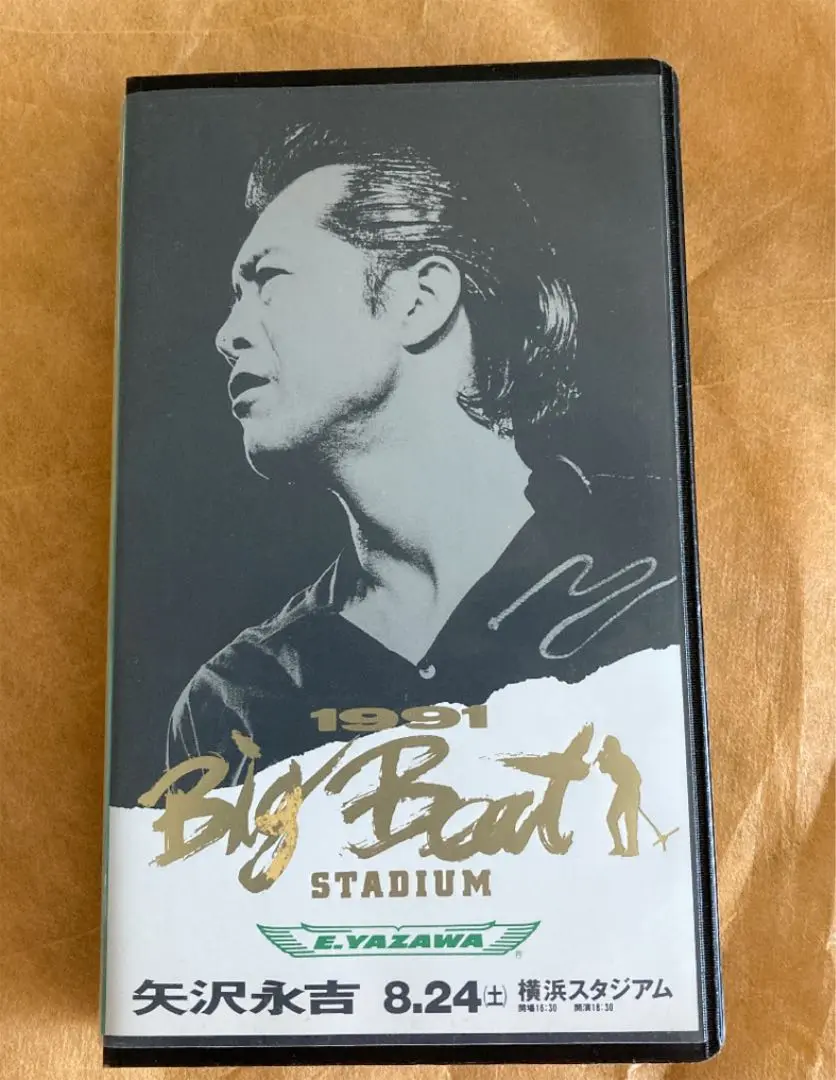 1991
Big Beat
STADIUM
E.YAZAWA
矢沢永吉 8.24(土) 横浜スタジアム
開場16:30 開演18:30